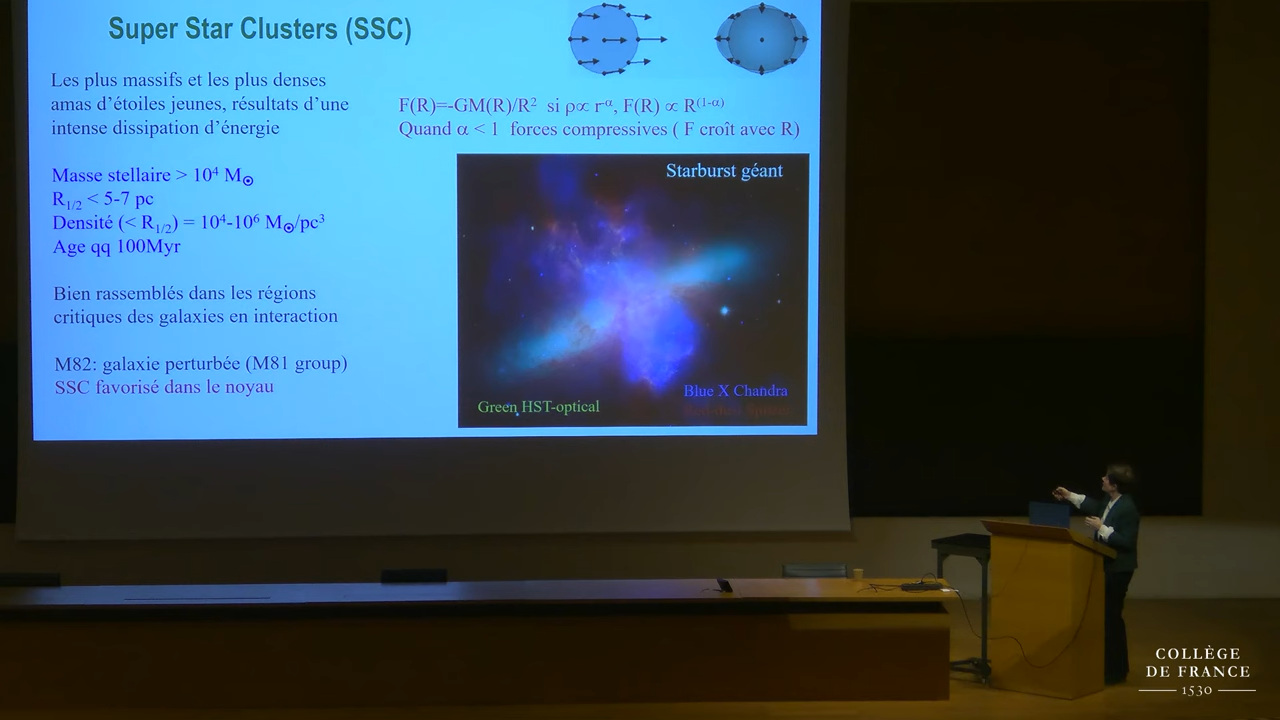 Super Star Clusters (SSC)
Les plus massifs et les plus denses
amas d'étoiles jeunes, résultats d'une
intense dissipation d'énergie
Masse stellaire > 10⁴ M☉
R1/2 < 5-7 pc
Densité (< R1/2) = 10⁴-10⁶ M☉/pc³
Age qq 100Myr
Bien rassemblés dans les régions
critiques des galaxies en interaction
M82: galaxie perturbée (M81 group)
SSC favorisé dans le noyau
F(R)=-GM(R)/R² si ρ∝ r⁻ᵅ, F(R) ∝ R⁽¹⁻ᵅ⁾
Quand α < 1 forces compressives ( F croît avec R)
Starburst géant
Blue X Chandra
Green HST-optical
COLLÈGE
DE FRANCE
1530